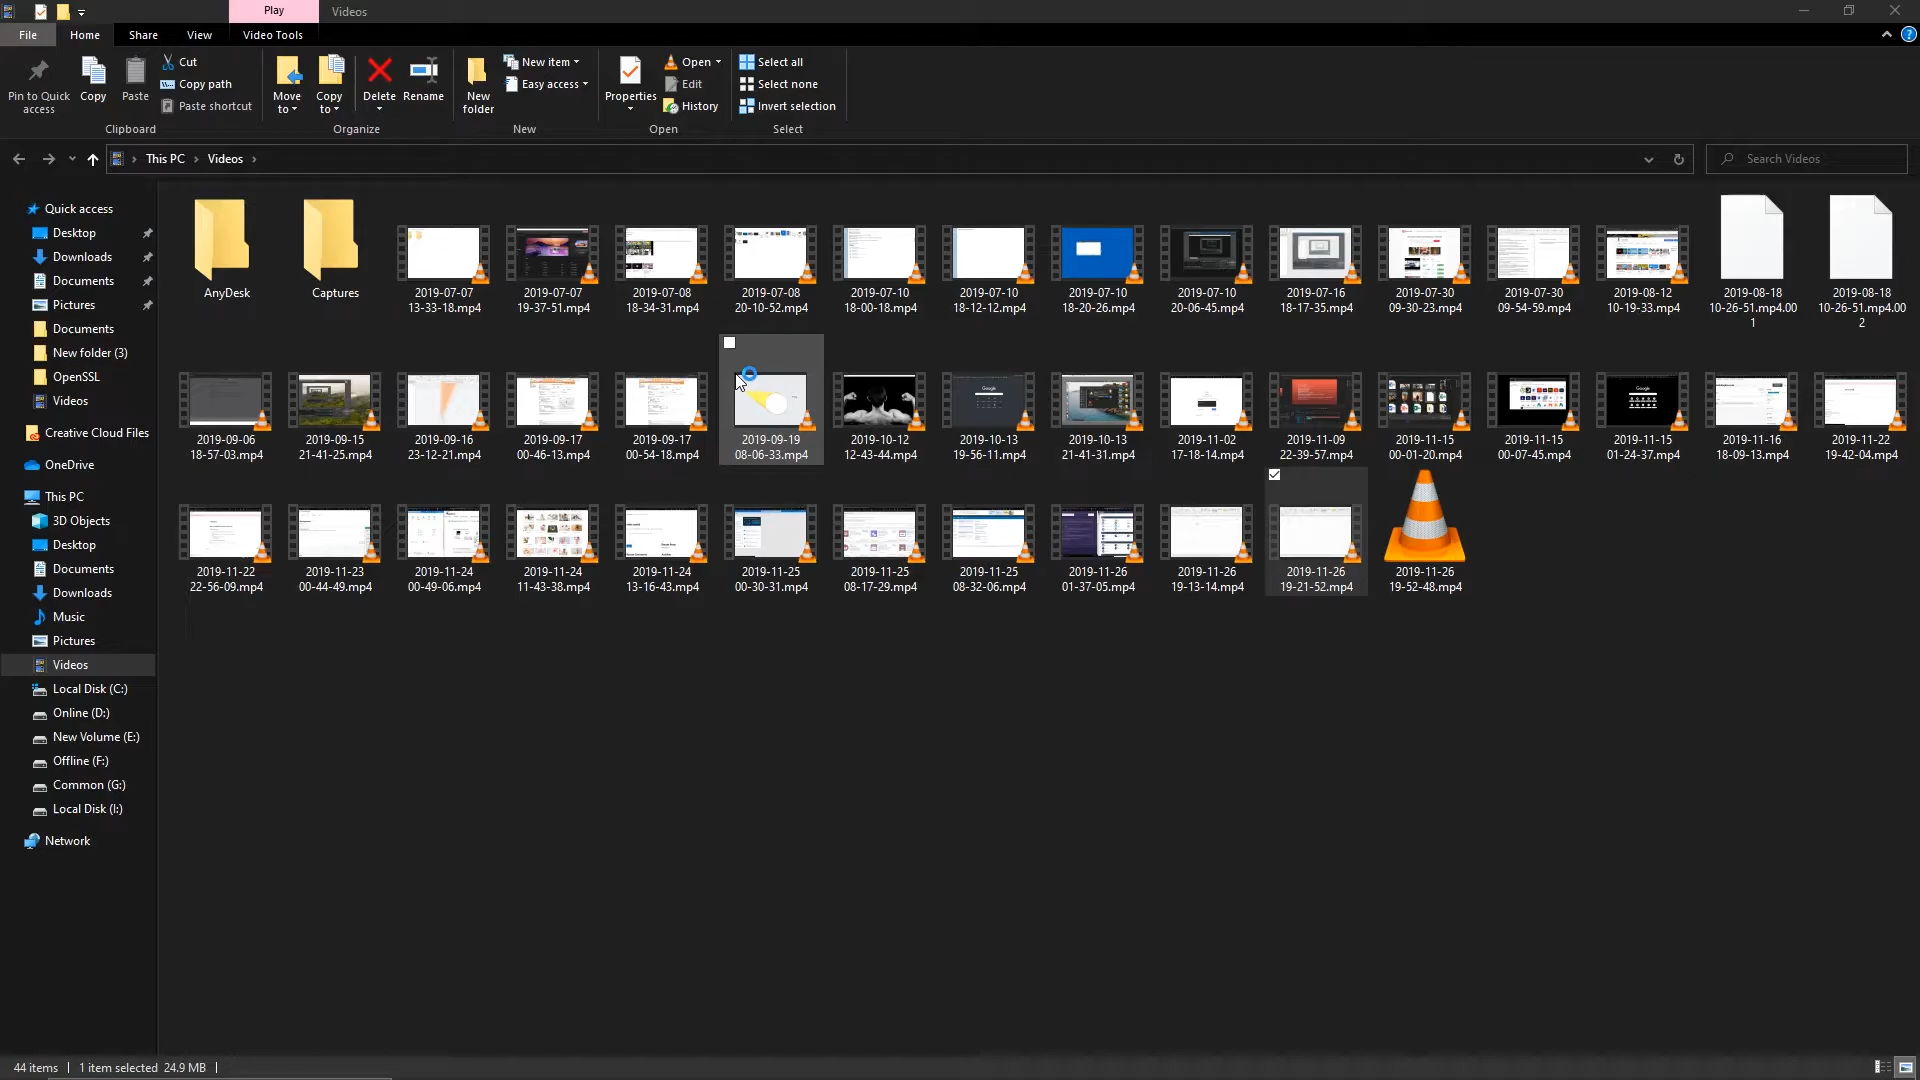 Play
Videos
File
Home
Share
View
Video Tools
Pin to Quick access
Copy
Paste
Cut
Copy path
Paste shortcut
Clipboard
Move to
Copy to
Delete
Rename
Organize
New folder
New item
Easy access
New
Properties
Open
Edit
History
Open
Select all
Select none
Invert selection
Select
This PC
Videos
Search Videos
Quick access
Desktop
Downloads
Documents
Pictures
Documents
New folder (3)
OpenSSL
Videos
Creative Cloud Files
OneDrive
This PC
3D Objects
Desktop
Documents
Downloads
Music
Pictures
Videos
Local Disk (C:)
Online (D:)
New Volume (E:)
Offline (F:)
Common (G:)
Local Disk (I:)
Network
AnyDesk
Captures
2019-07-07 13-33-18.mp4
2019-07-07 19-37-51.mp4
2019-07-08 18-34-31.mp4
2019-07-08 20-10-52.mp4
2019-07-10 18-00-18.mp4
2019-07-10 18-12-12.mp4
2019-07-10 18-20-26.mp4
2019-07-10 20-06-45.mp4
2019-07-16 18-17-35.mp4
2019-07-30 09-30-23.mp4
2019-07-30 09-54-59.mp4
2019-08-12 10-19-33.mp4
2019-08-18 10-26-51.mp4.001
2019-08-18 10-26-51.mp4.002
2019-09-06 18-57-03.mp4
2019-09-15 21-41-25.mp4
2019-09-16 23-12-21.mp4
2019-09-17 00-46-13.mp4
2019-09-17 00-54-18.mp4
2019-09-19 08-06-33.mp4
2019-10-12 12-43-44.mp4
2019-10-13 19-56-11.mp4
2019-10-13 21-41-31.mp4
2019-11-02 17-18-14.mp4
2019-11-09 22-39-57.mp4
2019-11-15 00-01-20.mp4
2019-11-15 00-07-45.mp4
2019-11-15 01-24-37.mp4
2019-11-16 18-09-13.mp4
2019-11-22 19-42-04.mp4
2019-11-22 22-56-09.mp4
2019-11-23 00-44-49.mp4
2019-11-24 00-49-06.mp4
2019-11-24 11-43-38.mp4
2019-11-24 13-16-43.mp4
2019-11-25 00-30-31.mp4
2019-11-25 08-17-29.mp4
2019-11-25 08-32-06.mp4
2019-11-26 01-37-05.mp4
2019-11-26 19-13-14.mp4
2019-11-26 19-21-52.mp4
2019-11-26 19-52-48.mp4
44 items
1 item selected 24.9 MB